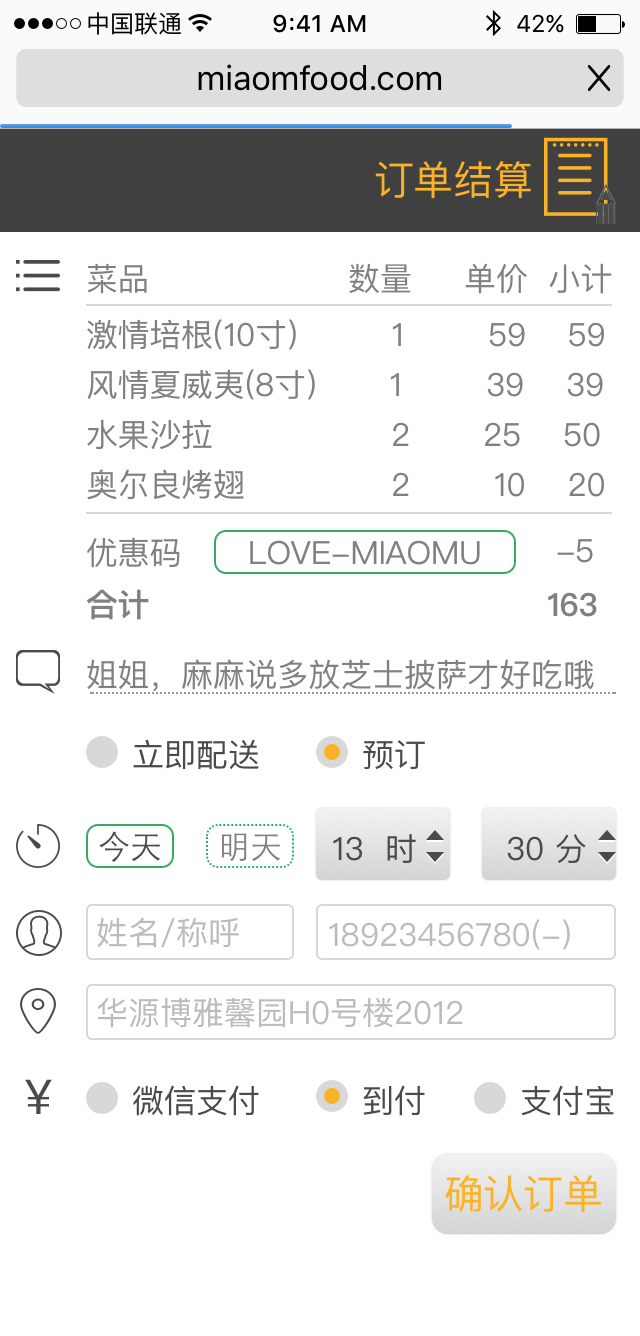 中国联通 9:41 AM 42%
miaomfood.com
订单结算
菜品 数量 单价 小计
激情培根(10寸) 1 59 59
风情夏威夷(8寸) 1 39 39
水果沙拉 2 25 50
奥尔良烤翅 2 10 20
优惠码 LOVE-MIAOMU -5
合计 163
姐姐，麻麻说多放芝士披萨才好吃哦
立即配送 预订
今天 明天 13 时 30 分
姓名/称呼 18923456780(-)
华源博雅馨园H0号楼2012
¥ 微信支付 到付 支付宝
确认订单